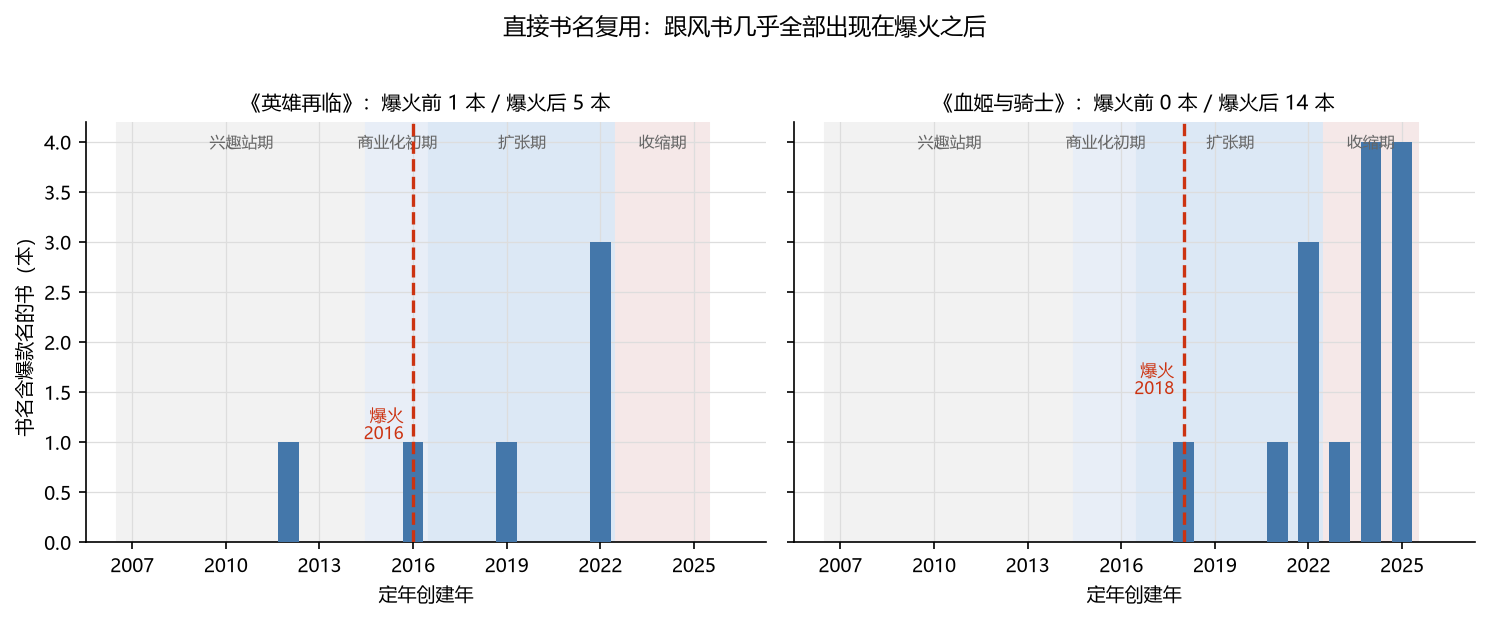 直接书名复用：跟风书几乎全部出现在爆火之后
《英雄再临》：爆火前 1 本 / 爆火后 5 本
兴趣站期
商业化初期
扩张期
收缩期
4.0
3.5
3.0
2.5
2.0
1.5
1.0
0.5
0.0
书名含爆款名的书（本）
爆火
2016
2007
2010
2013
2016
2019
2022
2025
定年创建年
《血姬与骑士》：爆火前 0 本 / 爆火后 14 本
兴趣站期
商业化初期
扩张期
收缩期
爆火
2018
2007
2010
2013
2016
2019
2022
2025
定年创建年